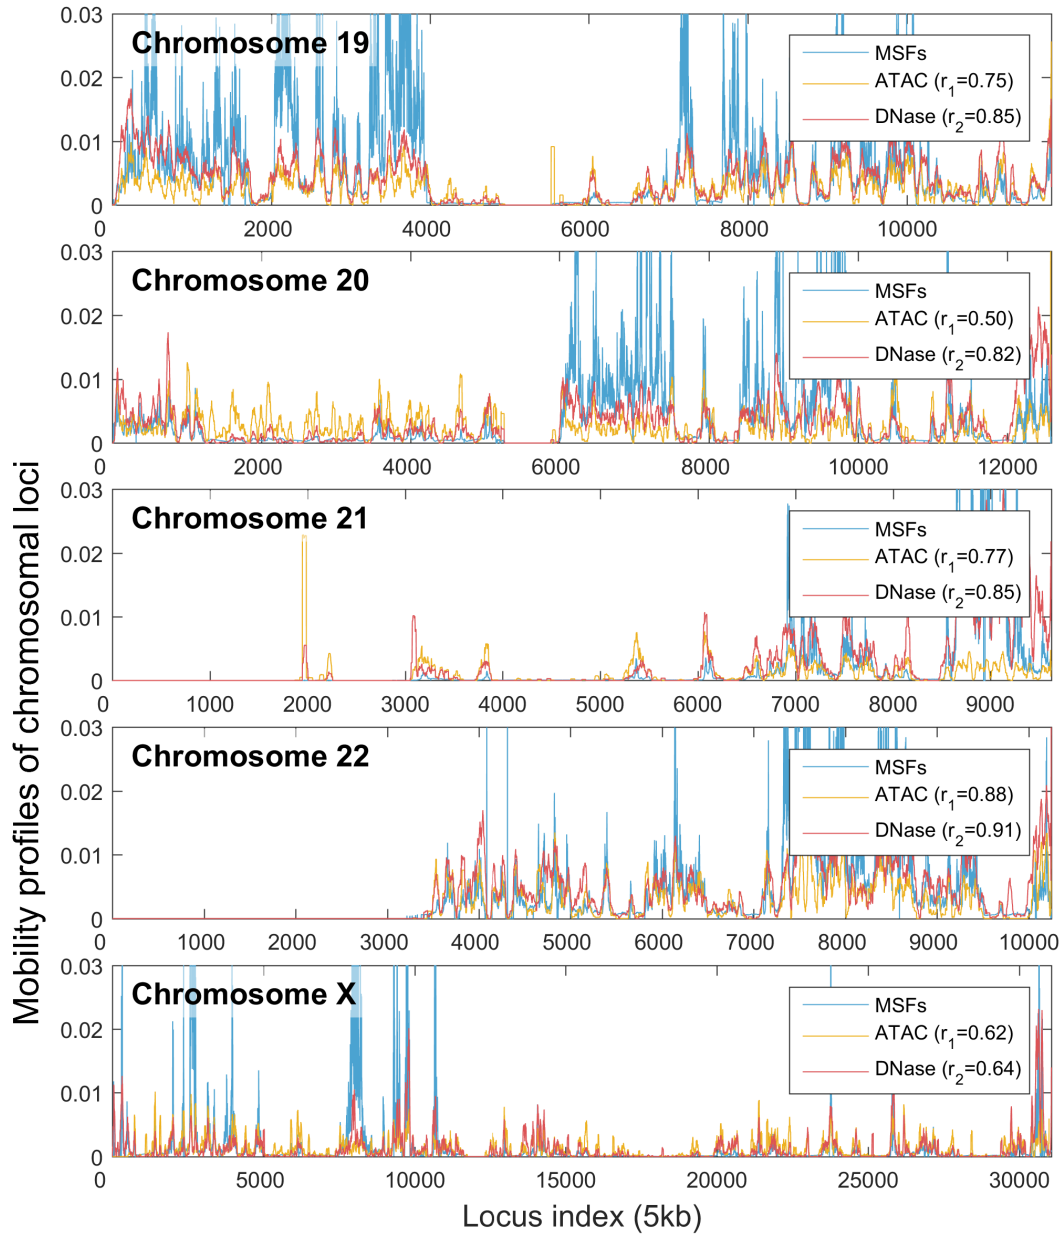 0.03
Chromosome 19
0.02
0.01
0
MSFs
ATAC (r1=0.75)
DNase (r2=0.85)
0 2000 4000 6000 8000 10000
0.03
Chromosome 20
0.02
0.01
0
MSFs
ATAC (r1=0.50)
DNase (r2=0.82)
0 2000 4000 6000 8000 10000 12000
0.03
Chromosome 21
0.02
0.01
0
MSFs
ATAC (r1=0.77)
DNase (r2=0.85)
0 1000 2000 3000 4000 5000 6000 7000 8000 9000
0.03
Chromosome 22
0.02
0.01
0
MSFs
ATAC (r1=0.88)
DNase (r2=0.91)
0 1000 2000 3000 4000 5000 6000 7000 8000 9000 10000
0.03
Chromosome X
0.02
0.01
0
MSFs
ATAC (r1=0.62)
DNase (r2=0.64)
0 5000 10000 15000 20000 25000 30000
Mobility profiles of chromosomal loci
Locus index (5kb)